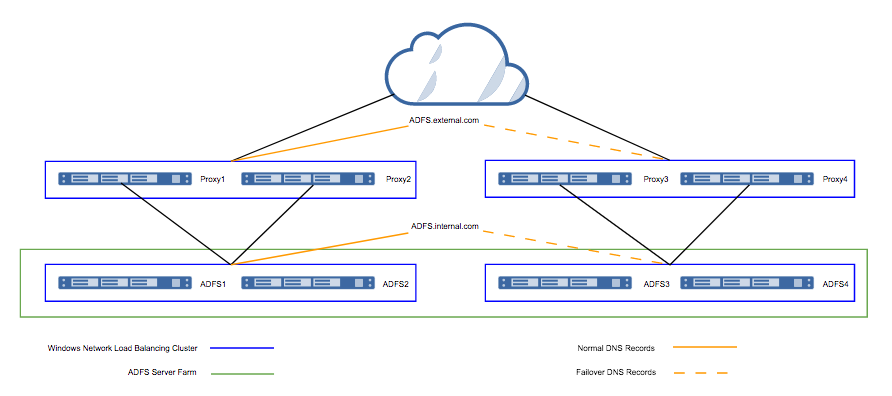 ADFS.external.com
Proxy1
Proxy2
Proxy3
Proxy4
ADFS.internal.com
ADFS1
ADFS2
ADFS3
ADFS4
Windows Network Load Balancing Cluster
Normal DNS Records
ADFS Server Farm
Failover DNS Records